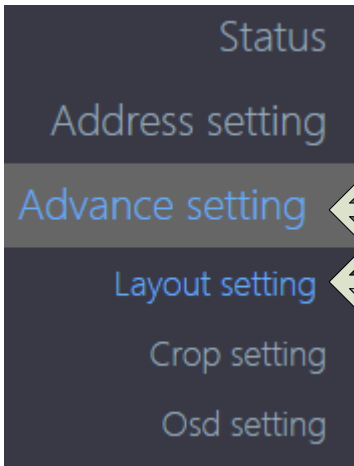 Status
Address setting
Advance setting
Layout setting
Crop setting
Osd setting